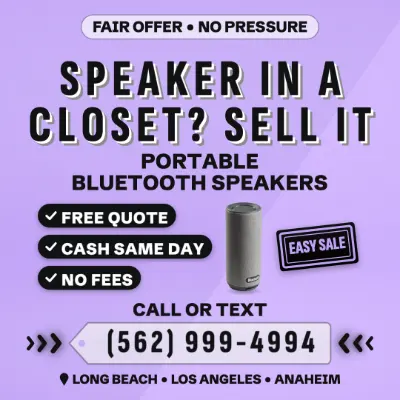 FAIR OFFER • NO PRESSURE
SPEAKER IN A
CLOSET? SELL IT
PORTABLE
BLUETOOTH SPEAKERS
FREE QUOTE
CASH SAME DAY
NO FEES
EASY SALE
CALL OR TEXT
(562) 999-4994
LONG BEACH • LOS ANGELES • ANAHEIM